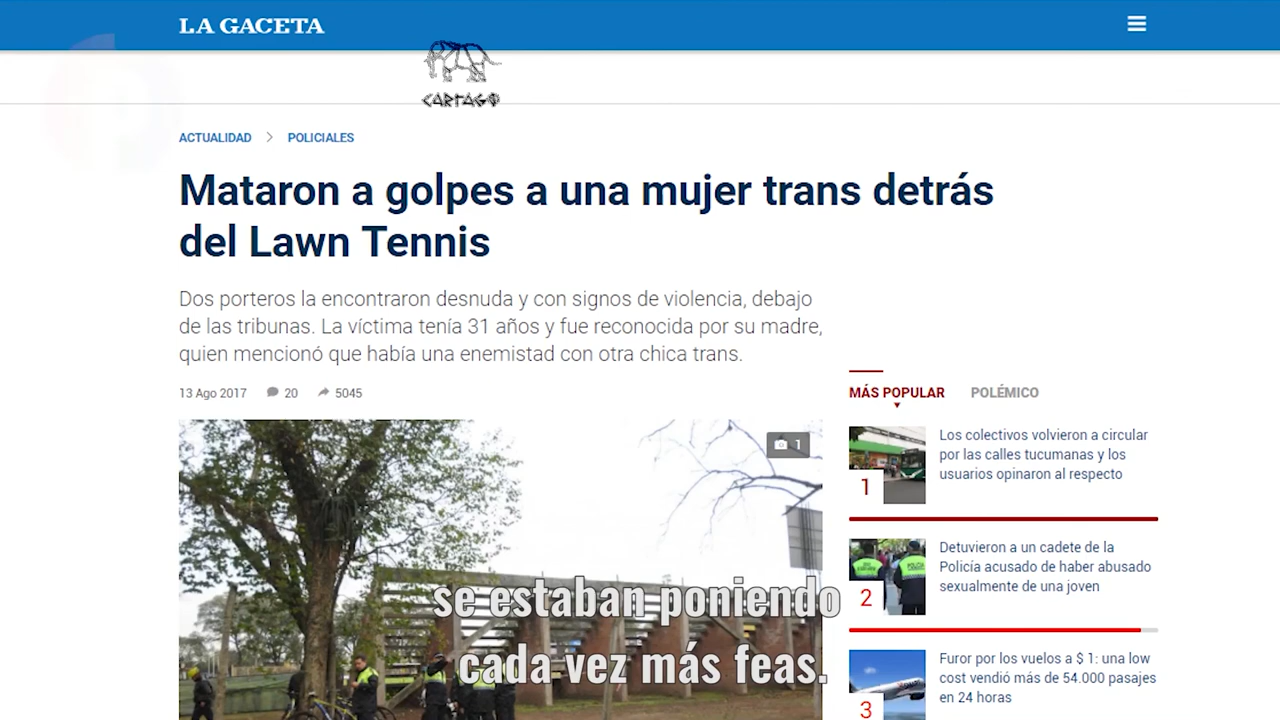 LA GACETA
CARTAGO
ACTUALIDAD > POLICIALES
Mataron a golpes a una mujer trans detrás
del Lawn Tennis
Dos porteros la encontraron desnuda y con signos de violencia, debajo
de las tribunas. La víctima tenía 31 años y fue reconocida por su madre,
quien mencionó que había una enemistad con otra chica trans.
13 Ago 2017 20 5045
1
se estaban poniendo
cada vez más feas.
MÁS POPULAR POLÉMICO
1
Los colectivos volvieron a circular
por las calles tucumanas y los
usuarios opinaron al respecto
2
Detuvieron a un cadete de la
Policía acusado de haber abusado
sexualmente de una joven
3
Furor por los vuelos a $ 1: una low
cost vendió más de 54.000 pasajes
en 24 horas